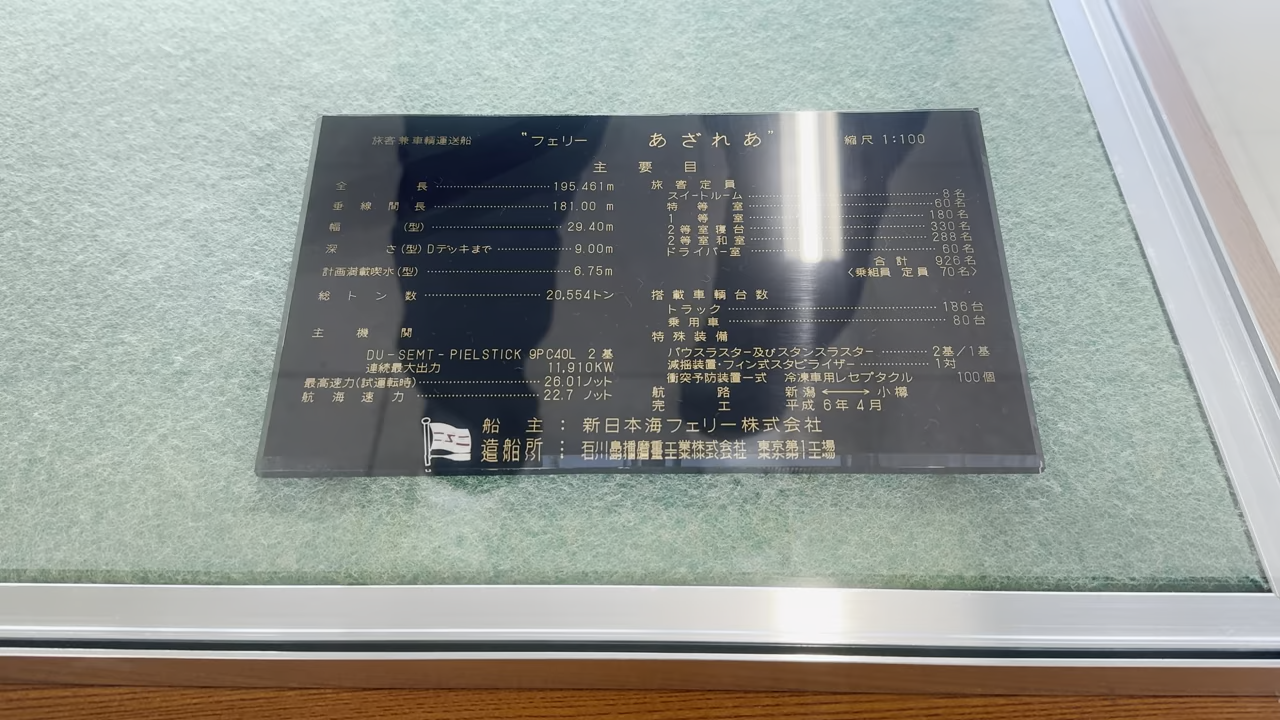 旅客兼車輌運送船 "フェリー あざれあ" 縮尺 1:100
主要目
全長 195.461m
垂線間長 181.00 m
幅 (型) 29.40m
深さ(型) Dデッキまで 9.00m
計画満載喫水(型) 6.75m
総トン数 20,554トン
主機関
DU-SEMT-PIELSTICK 9PC40L 2基
連続最大出力 11,910KW
最高速力(試運転時) 26.01ノット
航海速力 22.7 ノット
旅客定員
スイートルーム 8名
特等室 60名
1等室 180名
2等室寝台 330名
2等室和室 288名
ドライバー室 60名
合計 926名
〈乗組員 定員 70名〉
搭載車輌台数
トラック 186台
乗用車 80台
特殊装備
バウスラスター及びスタンスラスター 2基/1基
減揺装置・フィン式スタビライザー 1対
衝突予防装置一式 冷凍車用レセプタクル 100個
航路 新潟 ⟷ 小樽
完工 平成6年4月
船主 : 新日本海フェリー株式会社
造船所 : 石川島播磨重工業株式会社 東京第1工場